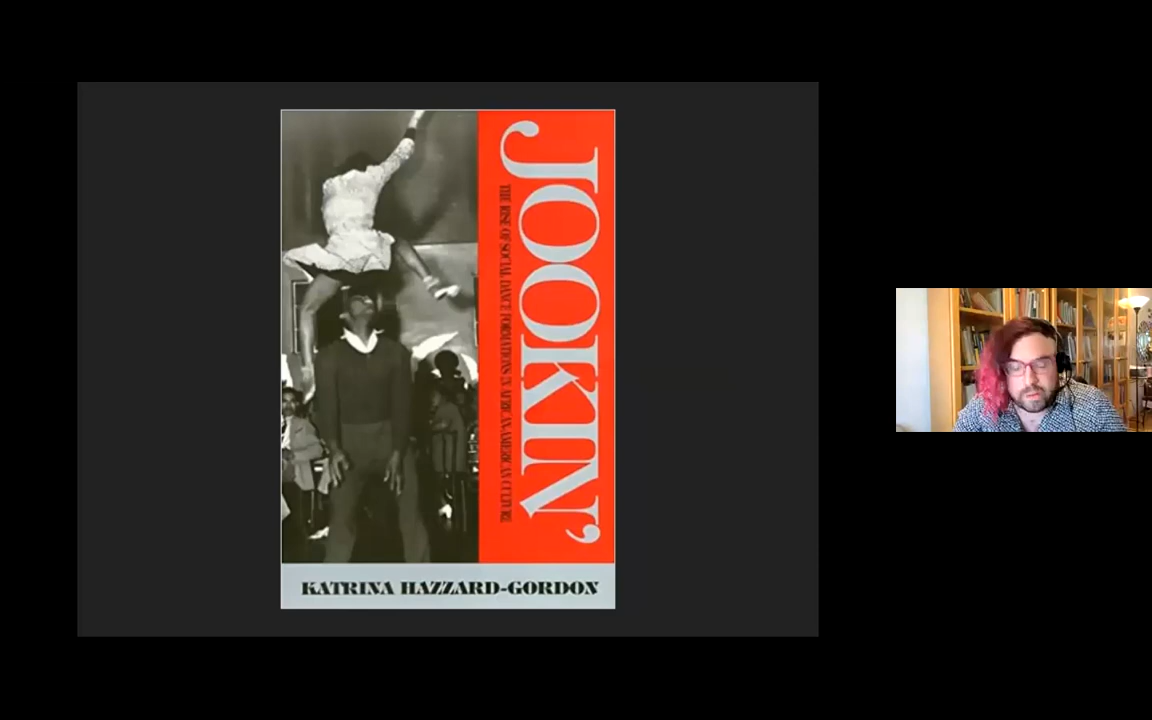 JOOKIN'
THE RISE OF SOCIAL DANCE FORMATIONS IN AFRICAN-AMERICAN CULTURE
KATRINA HAZZARD-GORDON